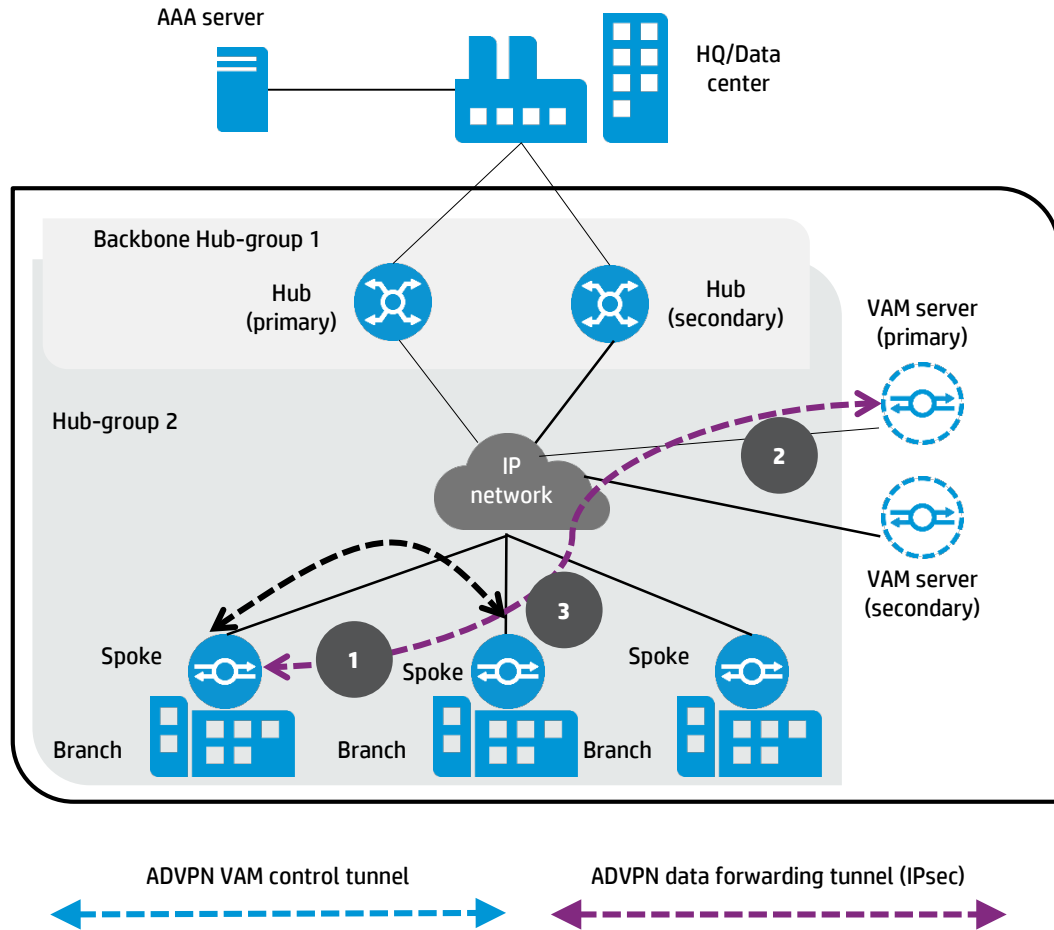 AAA server
HQ/Data
center
Backbone Hub-group 1
Hub
(primary)
Hub
(secondary)
VAM server
(primary)
Hub-group 2
2
IP
network
VAM server
(secondary)
3
1
Spoke
Spoke
Spoke
Branch
Branch
Branch
ADVPN VAM control tunnel
ADVPN data forwarding tunnel (IPsec)